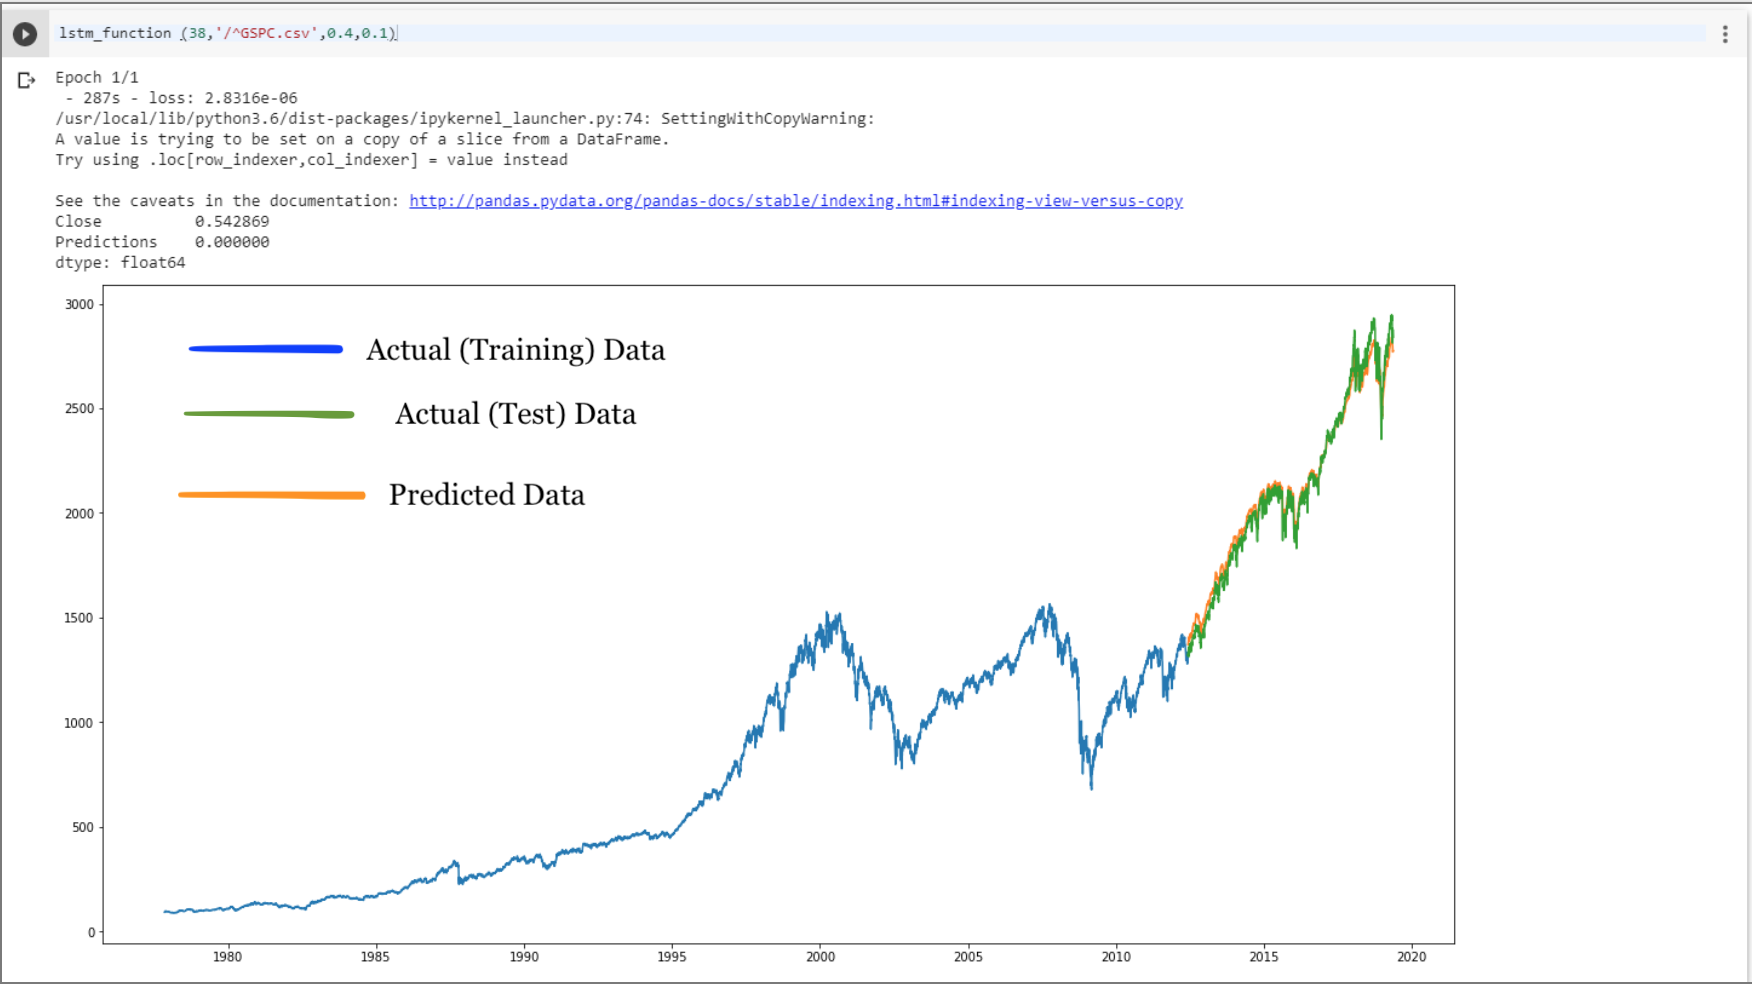 lstm_function (38,'/^GSPC.csv',0.4,0.1)
Epoch 1/1
 - 287s - loss: 2.8316e-06
/usr/local/lib/python3.6/dist-packages/ipykernel_launcher.py:74: SettingWithCopyWarning:
A value is trying to be set on a copy of a slice from a DataFrame.
Try using .loc[row_indexer,col_indexer] = value instead
See the caveats in the documentation: http://pandas.pydata.org/pandas-docs/stable/indexing.html#indexing-view-versus-copy
Close          0.542869
Predictions    0.000000
dtype: float64
3000
Actual (Training) Data
2500
Actual (Test) Data
Predicted Data
2000
1500
1000
500
0
1980 1985 1990 1995 2000 2005 2010 2015 2020